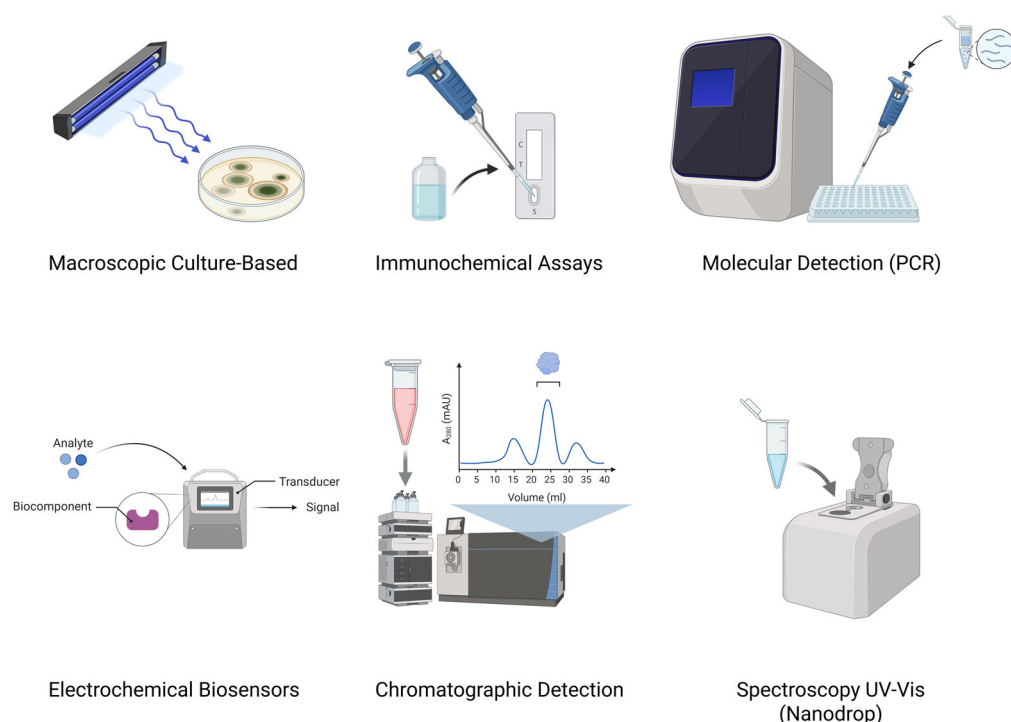 C
T
S
Macroscopic Culture-Based
Immunochemical Assays
Molecular Detection (PCR)
Analyte
Biocomponent
Transducer
Signal
A280 (mAU)
0 5 10 15 20 25 30 35 40
Volume (ml)
Electrochemical Biosensors
Chromatographic Detection
Spectroscopy UV-Vis
(Nanodrop)